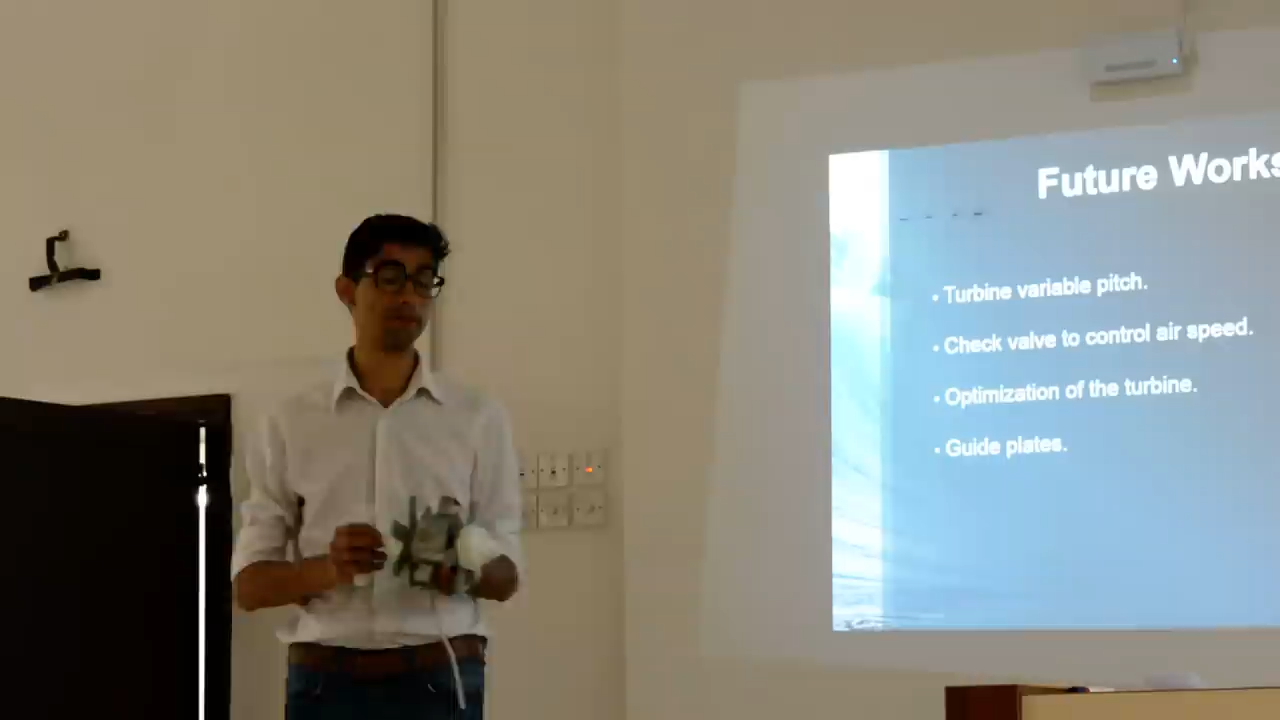 Future Works
• Turbine variable pitch.
• Check valve to control air speed.
• Optimization of the turbine.
• Guide plates.